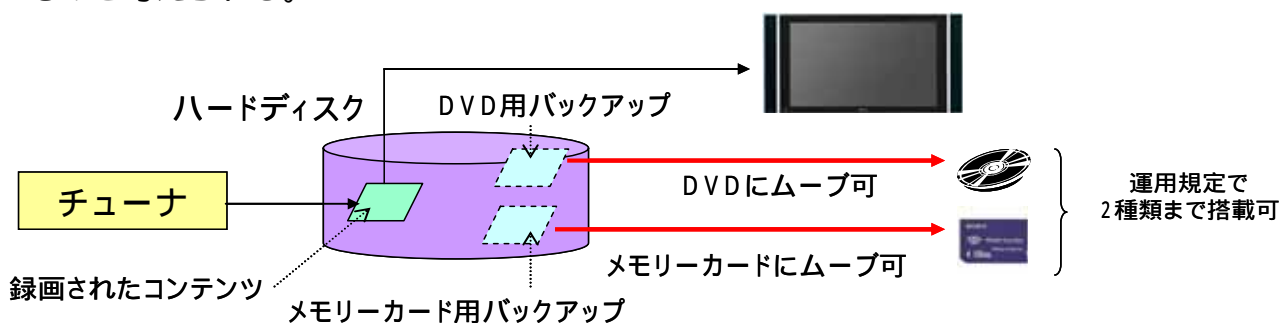 ハードディスク
DVD用バックアップ
チューナ
DVDにムーブ可
運用規定で
2種類まで搭載可
メモリーカードにムーブ可
録画されたコンテンツ
メモリーカード用バックアップ